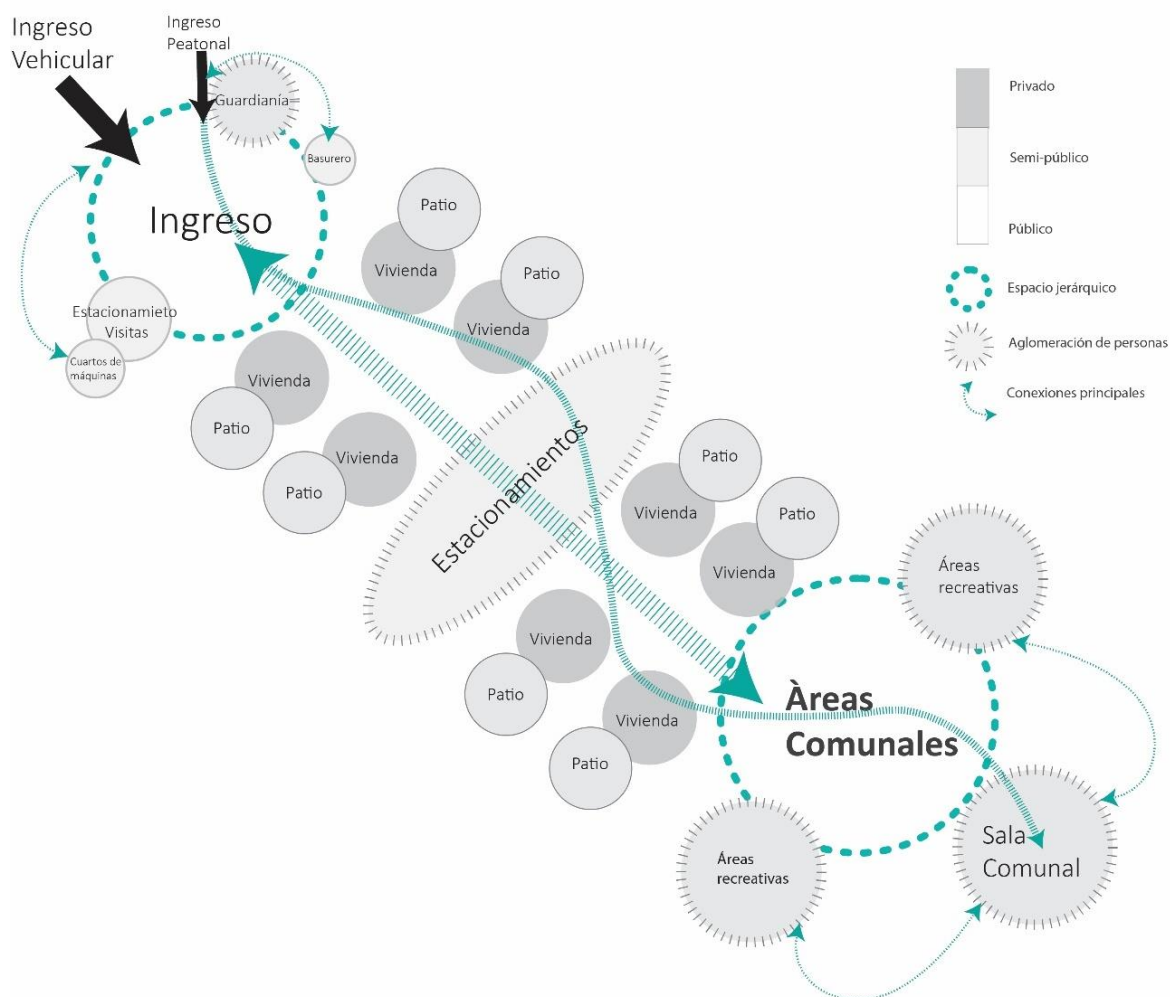 Ingreso
Vehicular
Ingreso
Peatonal
Guardianía
Basurero
Ingreso
Estacionamieto
Visitas
Cuartos de
máquinas
Patio
Vivienda
Patio
Vivienda
Vivienda
Patio
Vivienda
Patio
Estacionamientos
Patio
Vivienda
Patio
Vivienda
Vivienda
Patio
Vivienda
Patio
Àreas
Comunales
Áreas
recreativas
Sala
Comunal
Áreas
recreativas
Privado
Semi-público
Público
Espacio jerárquico
Aglomeración de personas
Conexiones principales